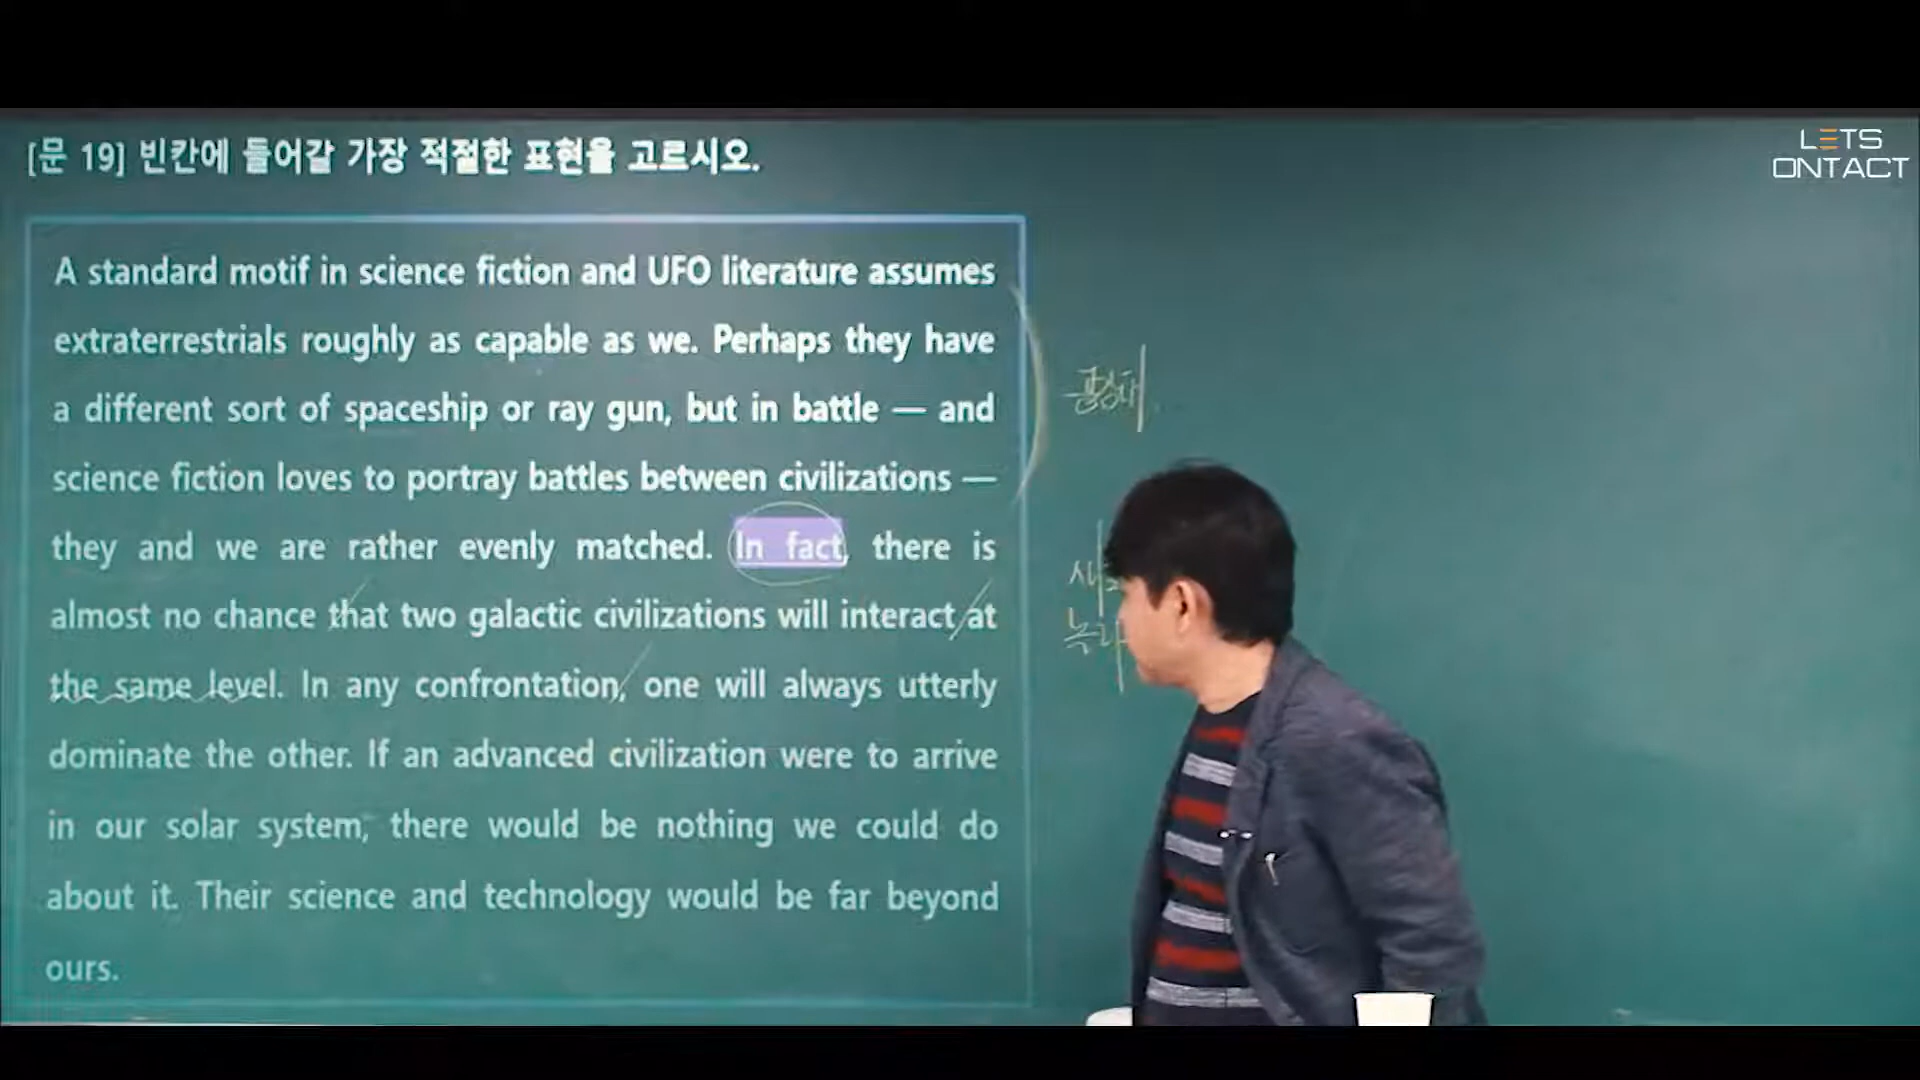 [문 19] 빈칸에 들어갈 가장 적절한 표현을 고르시오.
LETS
ONTACT
A standard motif in science fiction and UFO literature assumes
extraterrestrials roughly as capable as we. Perhaps they have
a different sort of spaceship or ray gun, but in battle — and
science fiction loves to portray battles between civilizations —
they and we are rather evenly matched. In fact, there is
almost no chance that two galactic civilizations will interact at
the same level. In any confrontation, one will always utterly
dominate the other. If an advanced civilization were to arrive
in our solar system, there would be nothing we could do
about it. Their science and technology would be far beyond
ours.